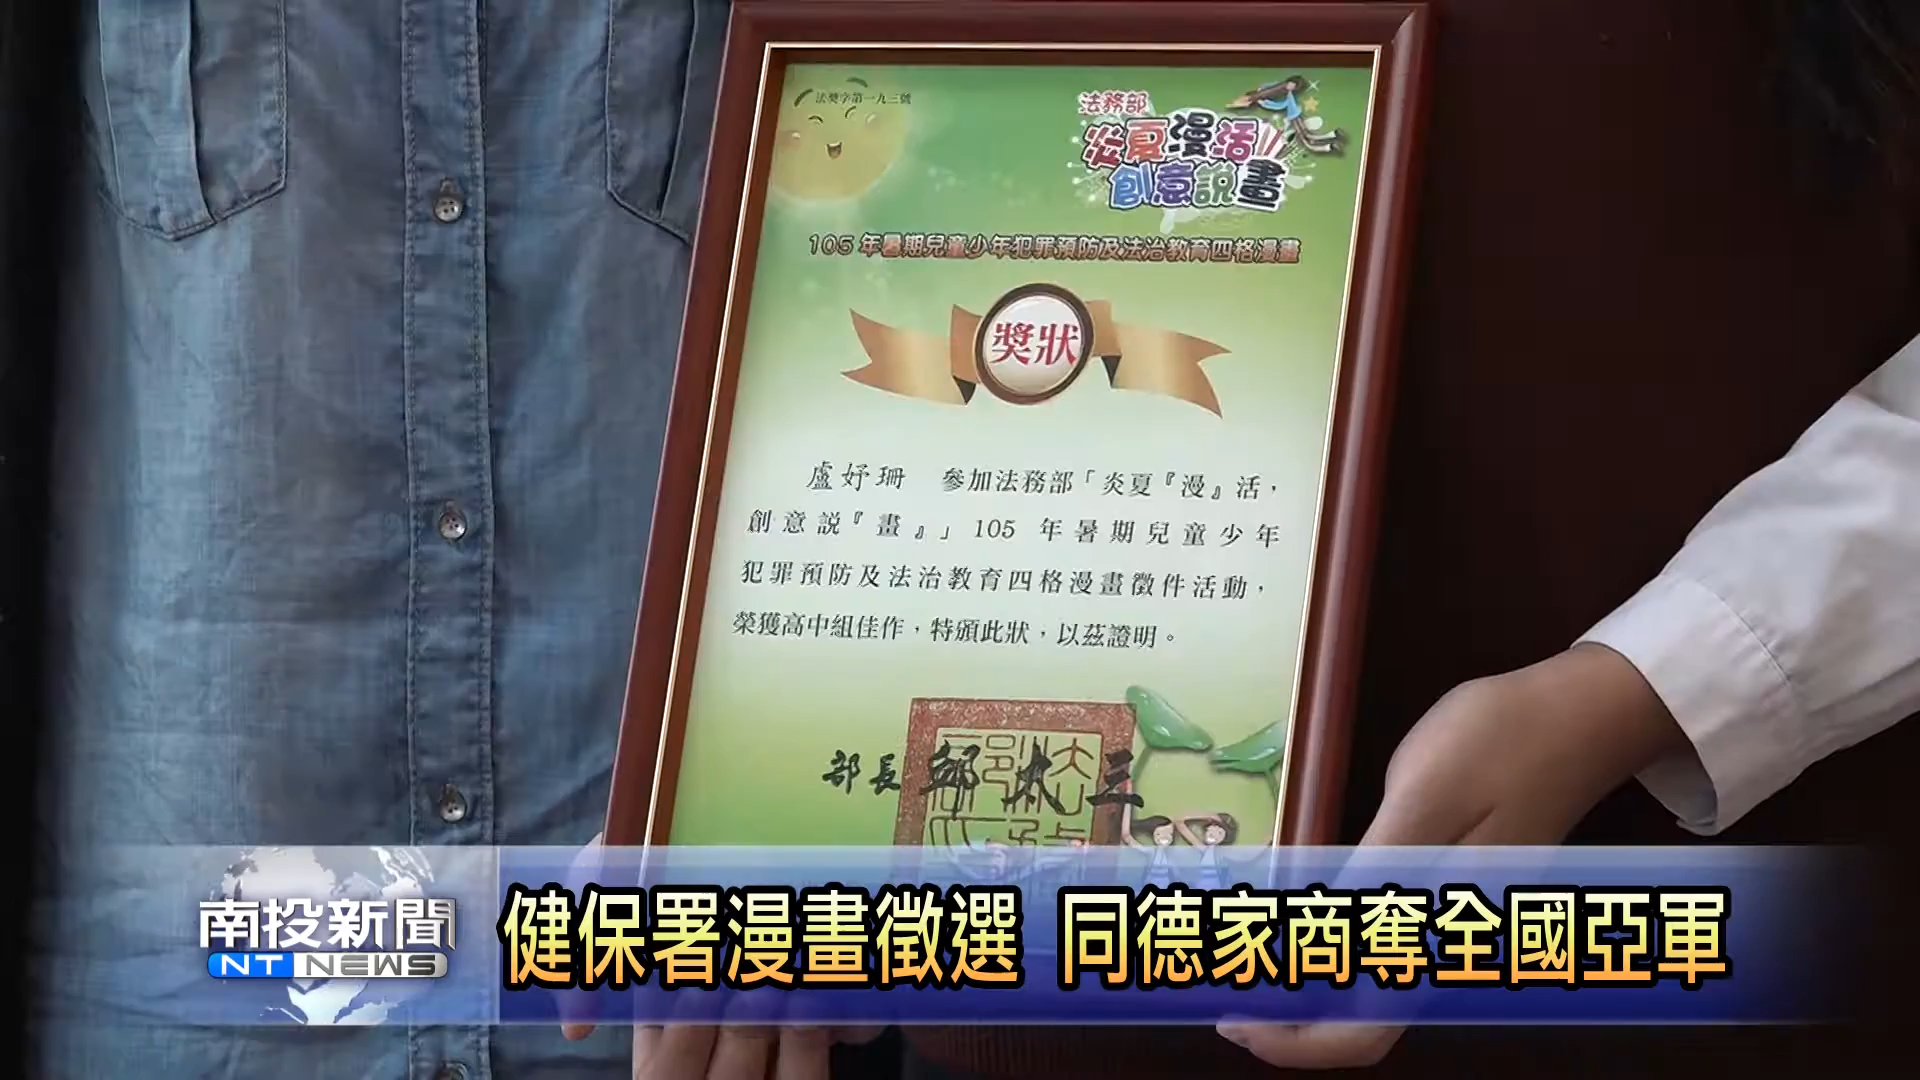 法獎字第一九三號
法務部
炎夏漫活
創意說畫
105年暑期兒童少年犯罪預防及法治教育四格漫畫
獎狀
盧妤珊 參加法務部「炎夏『漫』活，
創意說『畫』」105 年暑期兒童少年
犯罪預防及法治教育四格漫畫徵件活動，
榮獲高中組佳作，特頒此狀，以茲證明。
部長 邱太三
南投新聞
NT NEWS
健保署漫畫徵選 同德家商奪全國亞軍